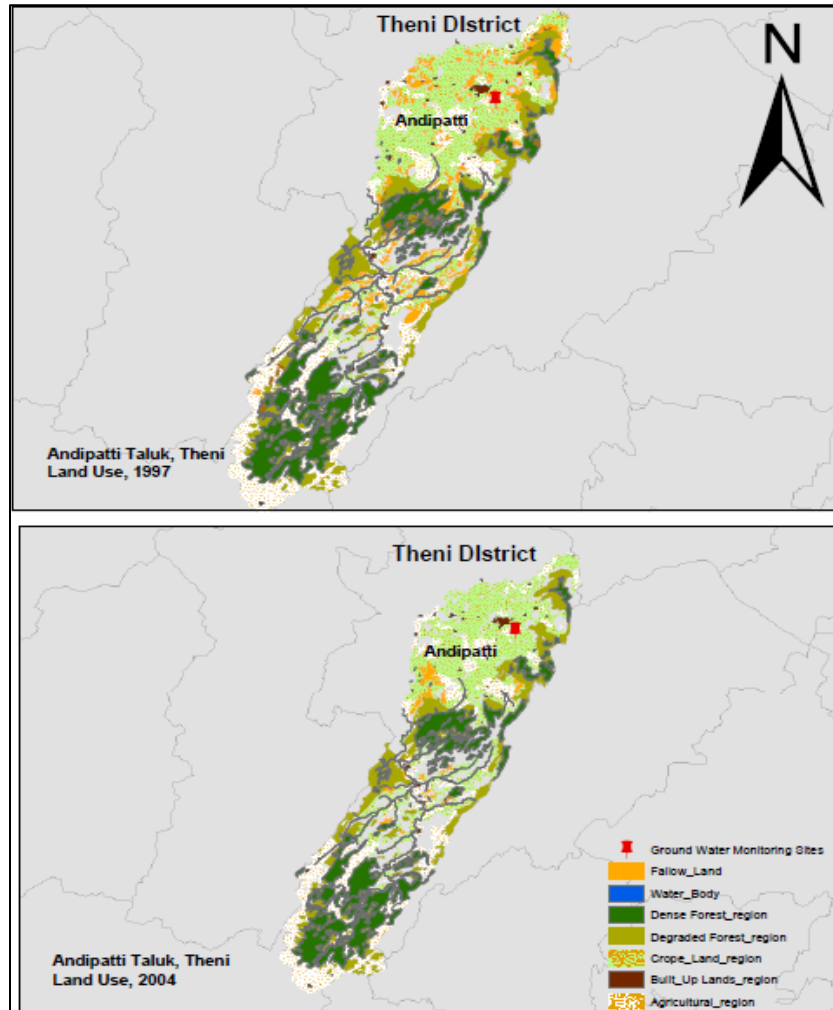 Theni DIstrict
N
Andipatti
Andipatti Taluk, Theni
Land Use, 1997
Theni DIstrict
Andipatti
Ground Water Monitoring Sites
Fallow_Land
Water_Body
Dense Forest_region
Degraded Forest_region
Crope_Land_region
Built_Up Lands_region
Agricultural_region
Andipatti Taluk, Theni
Land Use, 2004